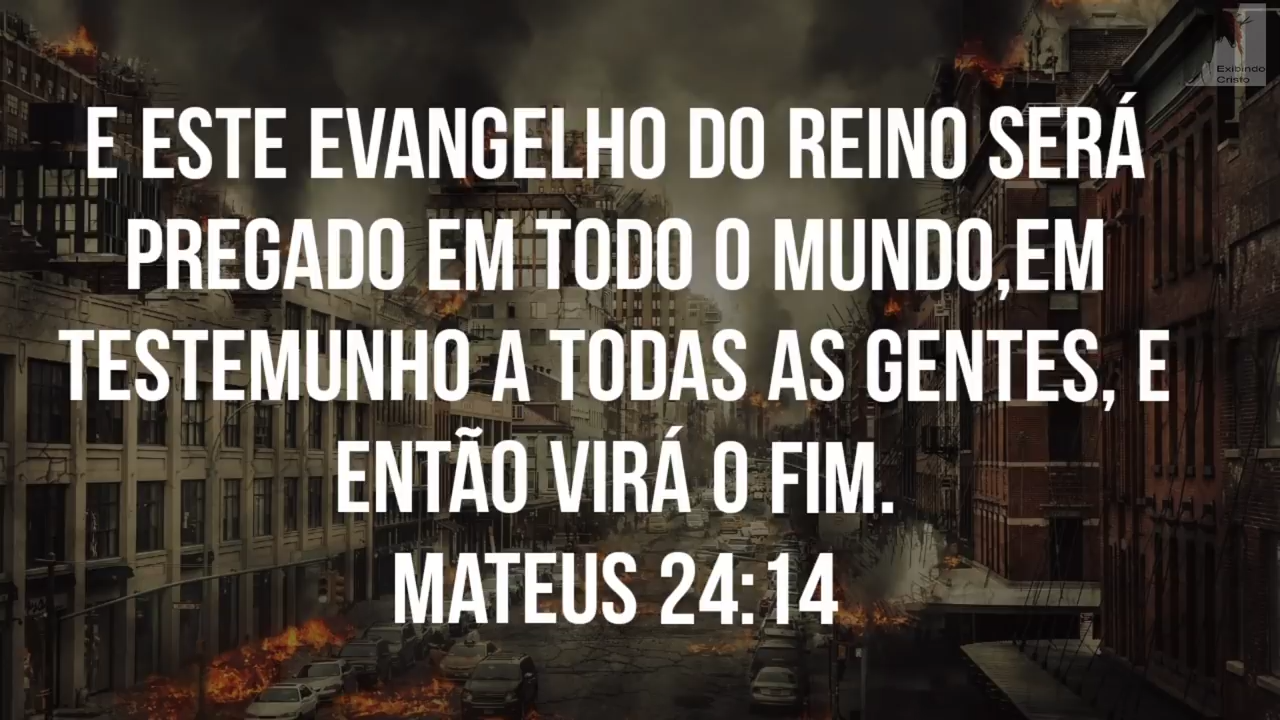 Exibindo
Cristo
E ESTE EVANGELHO DO REINO SERÁ
PREGADO EM TODO O MUNDO,EM
TESTEMUNHO A TODAS AS GENTES, E
ENTÃO VIRÁ O FIM.
MATEUS 24:14